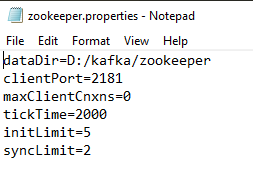 zookeeper.properties - Notepad
File Edit Format View Help
dataDir=D:/kafka/zookeeper
clientPort=2181
maxClientCnxns=0
tickTime=2000
initLimit=5
syncLimit=2